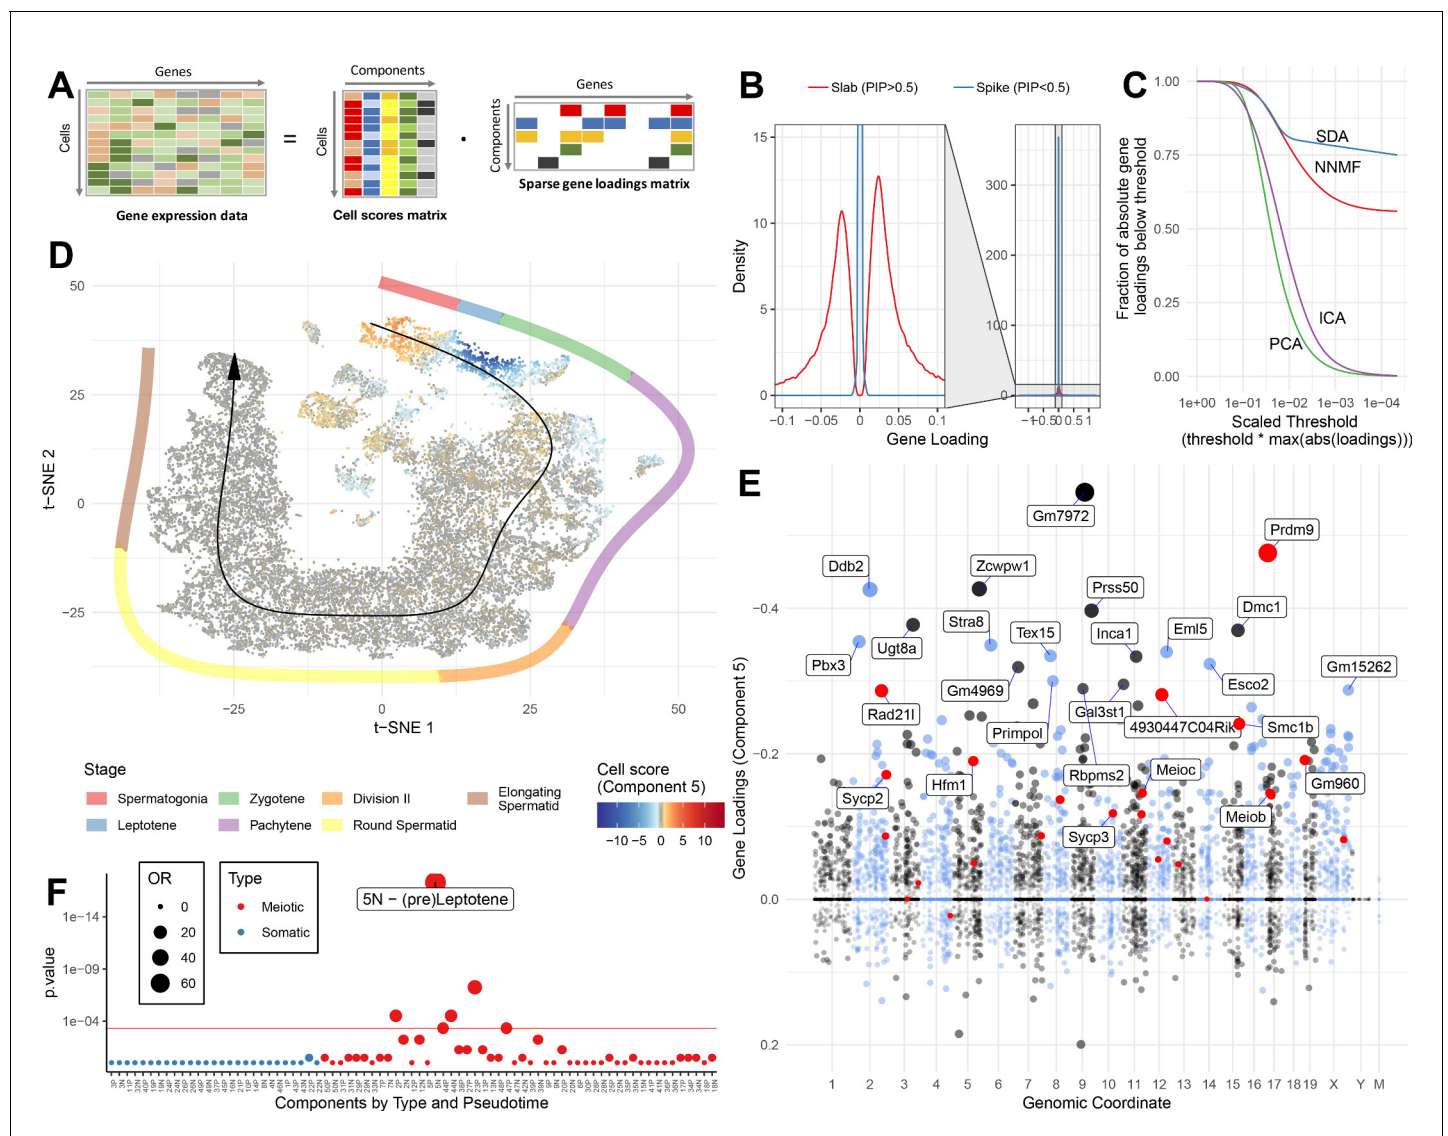 A
Genes
Cells
Gene expression data
=
Components
Cells
Cell scores matrix
·
Genes
Components
Sparse gene loadings matrix
B
Slab (PIP>0.5)
Spike (PIP<0.5)
15
10
5
0
Density
−0.1
−0.05
0
0.05
0.1
Gene Loading
300
200
100
0
C
1.00
0.75
0.50
0.25
0.00
Fraction of absolute gene
loadings below threshold
SDA
NNMF
ICA
PCA
1e+00
1e−01
1e−02
1e−03
1e−04
Scaled Threshold
(threshold * max(abs(loadings)))
D
50
25
0
−25
t−SNE 2
−25
0
25
50
t−SNE 1
Stage
Spermatogonia
Zygotene
Division II
Elongating
Spermatid
Leptotene
Pachytene
Round Spermatid
Cell score
(Component 5)
−10
−5
0
5
10
E
Gm7972
Prdm9
Ddb2
Zcwpw1
Prss50
Stra8
Dmc1
Tex15
Inca1
Eml5
Ugt8a
Pbx3
Gm15262
Esco2
Gm4969
Rad21l
Gal3st1
4930447C04Rik
Smc1b
Primpol
Rbpms2
Meioc
Hfm1
Gm960
Sycp2
Sycp3
Meiob
−0.4
−0.2
0.0
0.2
Gene Loadings (Component 5)
1 2 3 4 5 6 7 8 9 10 11 12 13 14 15 16 17 18 19 X Y M
Genomic Coordinate
F
OR
0
20
40
60
Type
Meiotic
Somatic
5N − (pre)Leptotene
1e−14
1e−09
1e−04
p.value
Components by Type and Pseudotime